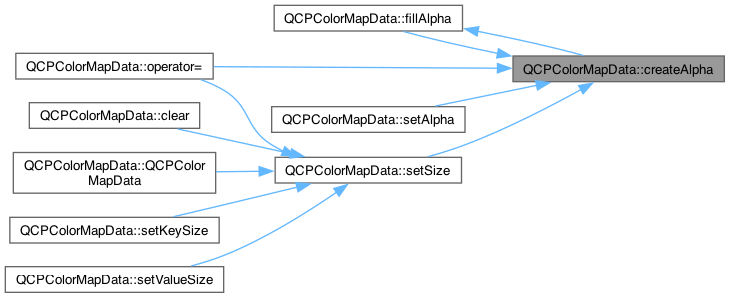 QCPColorMapData::fillAlpha
QCPColorMapData::createAlpha
QCPColorMapData::operator=
QCPColorMapData::clear
QCPColorMapData::setAlpha
QCPColorMapData::QCPColor
MapData
QCPColorMapData::setSize
QCPColorMapData::setKeySize
QCPColorMapData::setValueSize